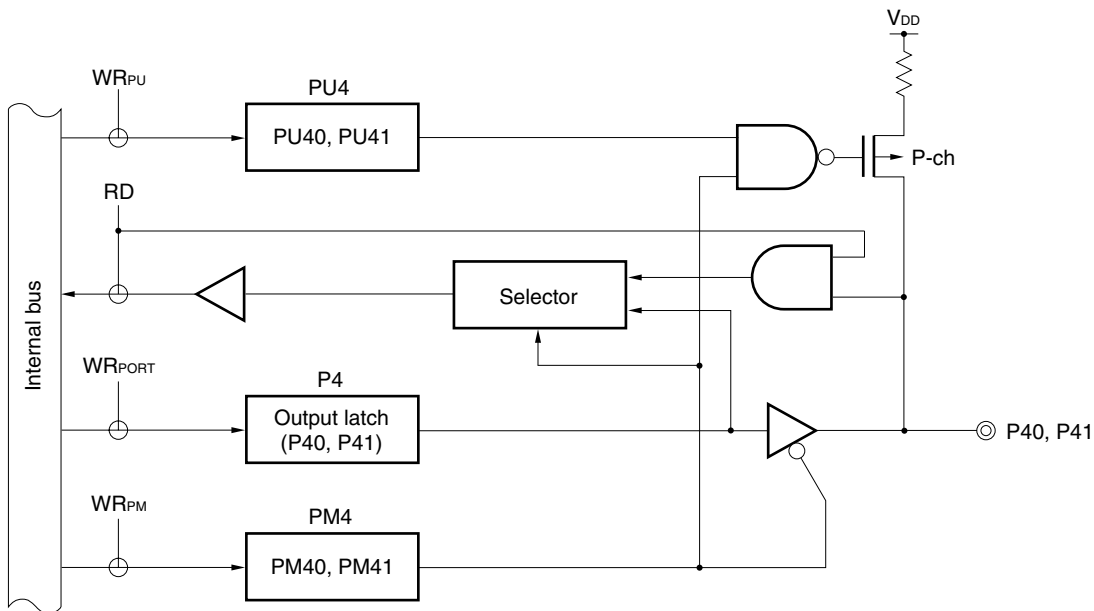 VDD
WRPU
PU4
PU40, PU41
P-ch
RD
Selector
Internal bus
WRPORT
P4
Output latch
(P40, P41)
P40, P41
WRPM
PM4
PM40, PM41